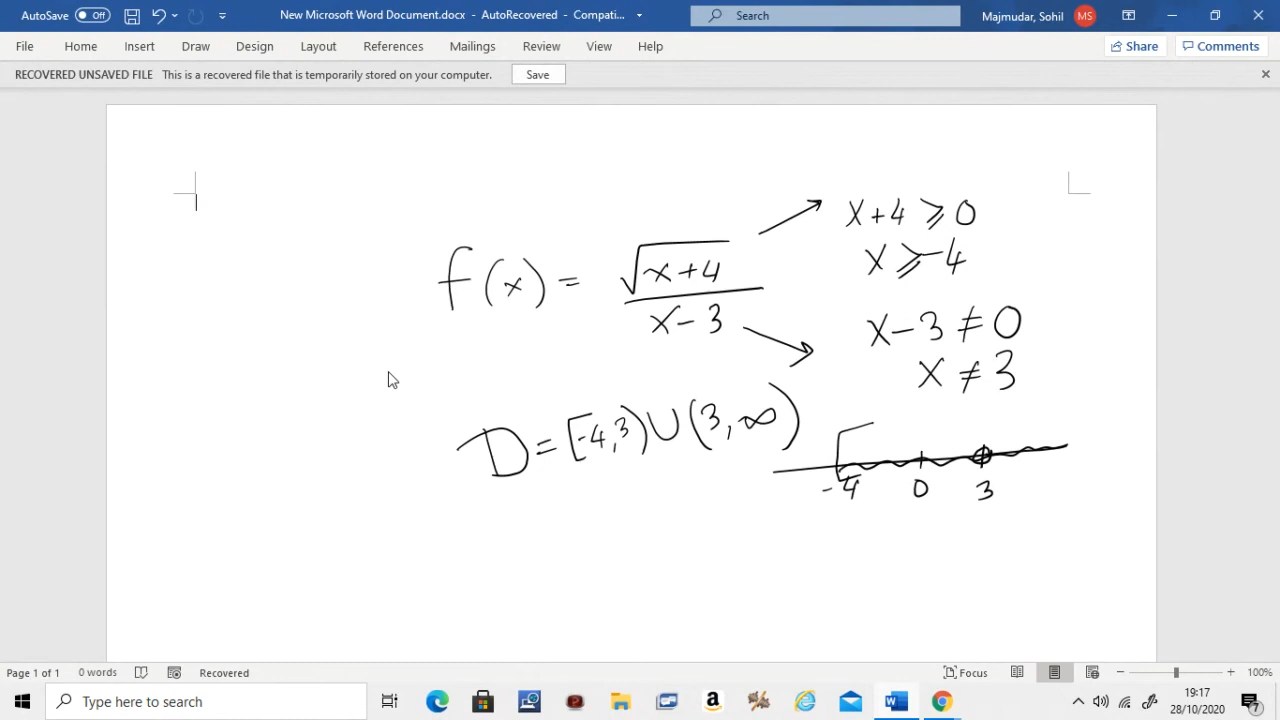 AutoSave Off New Microsoft Word Document.docx - AutoRecovered - Compati... Search Majmudar, Sohil MS
File Home Insert Draw Design Layout References Mailings Review View Help Share Comments
RECOVERED UNSAVED FILE This is a recovered file that is temporarily stored on your computer. Save
x+4 ⩾ 0
x ⩾ -4
f(x) = √(x+4) / (x-3)
x-3 ≠ 0
x ≠ 3
D = [-4,3) ∪ (3,∞)
-4 0 3
Page 1 of 1 0 words Recovered Focus 100%
Type here to search 19:17
28/10/2020 7